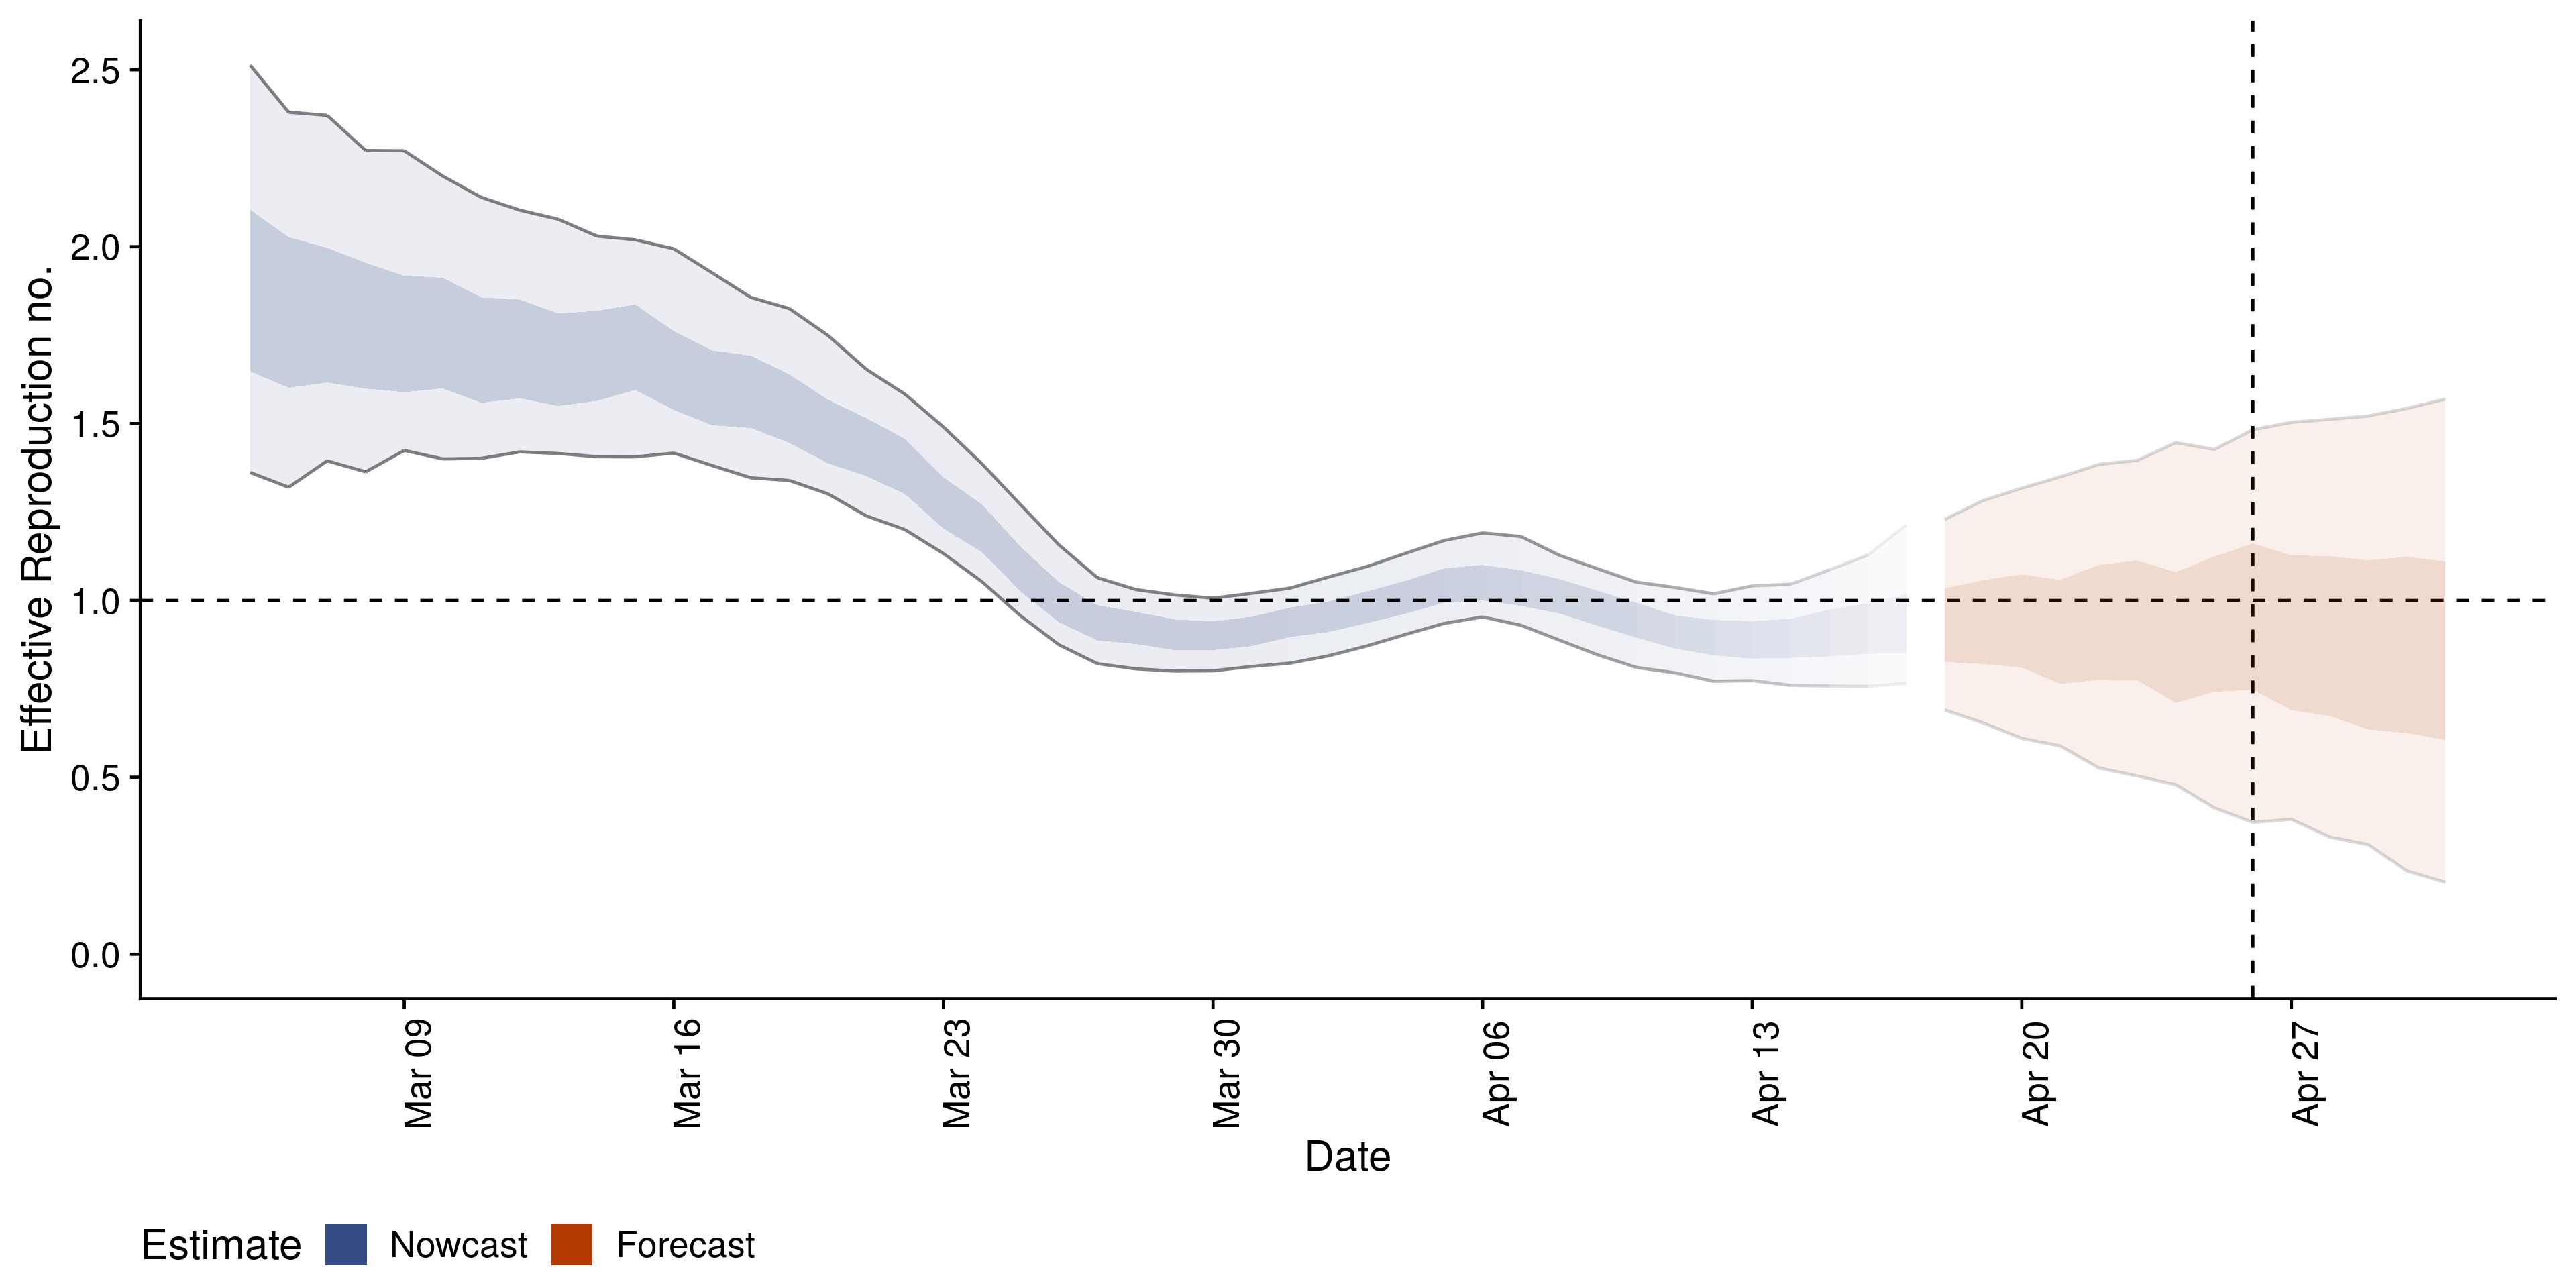 Effective Reproduction no.
2.5
2.0
1.5
1.0
0.5
0.0
Mar 09
Mar 16
Mar 23
Mar 30
Apr 06
Apr 13
Apr 20
Apr 27
Date
Estimate Nowcast Forecast